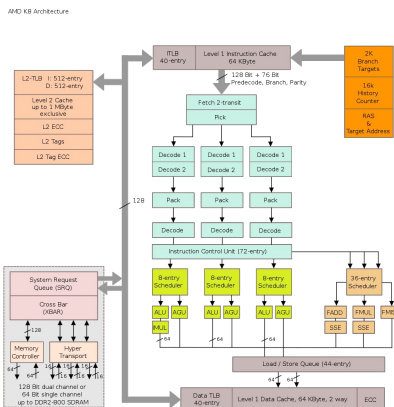 AMD K8 Architecture
ITLB
40-entry
Level 1 Instruction Cache
64 KByte
2K
Branch
Targets
16k
History
Counter
RAS
&
Target Address
L2-TLB I: 512-entry
D: 512-entry
Level 2 Cache
up to 1 MByte
exclusive
L2 ECC
L2 Tags
L2 Tag ECC
128 Bit + 76 Bit
Predecode, Branch, Parity
Fetch 2-transit
Pick
Decode 1
Decode 1
Decode 1
Decode 2
Decode 2
Decode 2
Pack
Pack
Pack
128
Decode
Decode
Decode
Instruction Control Unit (72-entry)
8-entry
Scheduler
8-entry
Scheduler
8-entry
Scheduler
36-entry
Scheduler
System Request
Queue (SRQ)
Cross Bar
(XBAR)
ALU
AGU
ALU
AGU
ALU
AGU
FADD
FMUL
IMUL
SSE
SSE
128
64
64
64
Memory
Controller
Hyper
Transport
Load / Store Queue (44-entry)
64
64
16
16
16
16
64
64
128 Bit dual channel or
64 Bit single channel
up to DDR2-800 SDRAM
Data TLB
40-entry
Level 1 Data Cache, 64 KByte, 2 way
ECC